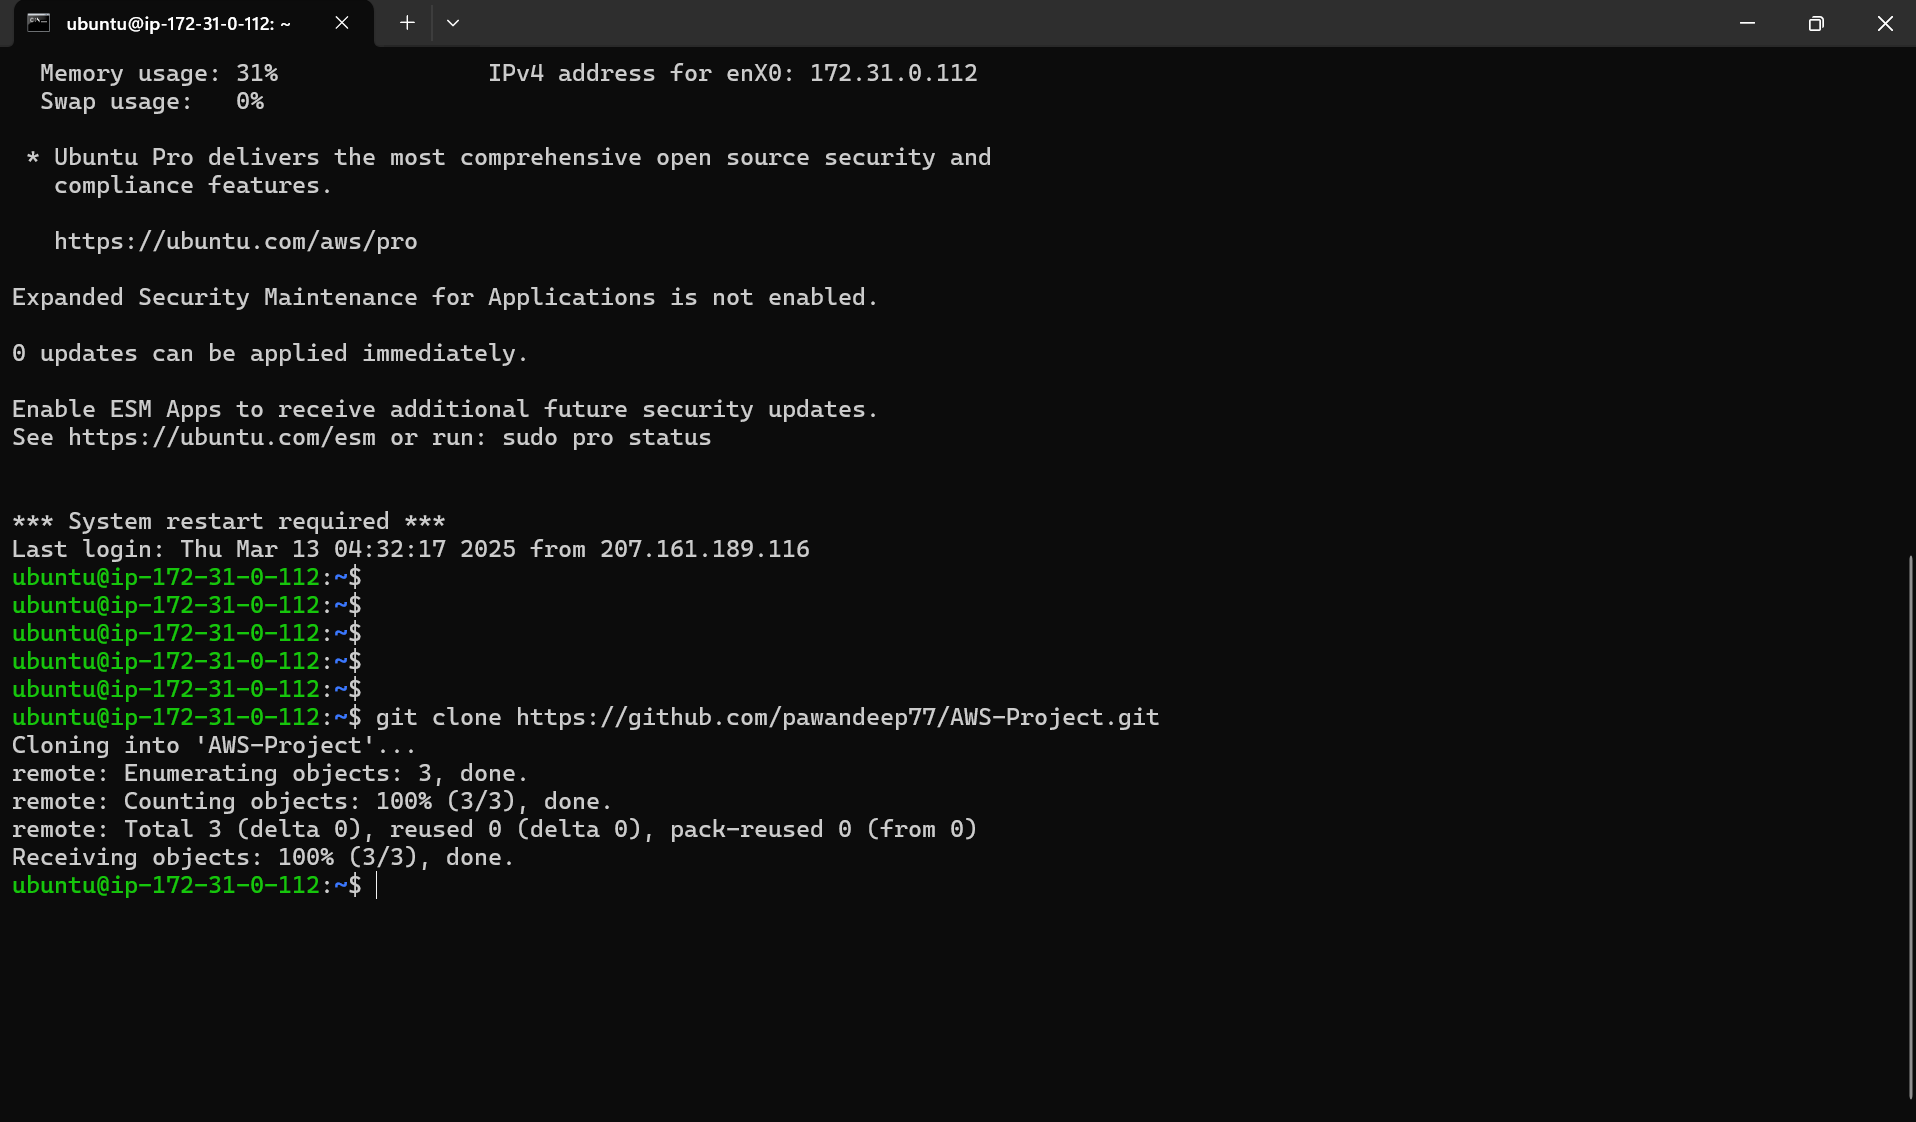 ubuntu@ip-172-31-0-112: ~
Memory usage: 31%               IPv4 address for enX0: 172.31.0.112
Swap usage:   0%
* Ubuntu Pro delivers the most comprehensive open source security and
compliance features.
https://ubuntu.com/aws/pro
Expanded Security Maintenance for Applications is not enabled.
0 updates can be applied immediately.
Enable ESM Apps to receive additional future security updates.
See https://ubuntu.com/esm or run: sudo pro status
*** System restart required ***
Last login: Thu Mar 13 04:32:17 2025 from 207.161.189.116
ubuntu@ip-172-31-0-112:~$
ubuntu@ip-172-31-0-112:~$
ubuntu@ip-172-31-0-112:~$
ubuntu@ip-172-31-0-112:~$
ubuntu@ip-172-31-0-112:~$
ubuntu@ip-172-31-0-112:~$ git clone https://github.com/pawandeep77/AWS-Project.git
Cloning into 'AWS-Project'...
remote: Enumerating objects: 3, done.
remote: Counting objects: 100% (3/3), done.
remote: Total 3 (delta 0), reused 0 (delta 0), pack-reused 0 (from 0)
Receiving objects: 100% (3/3), done.
ubuntu@ip-172-31-0-112:~$